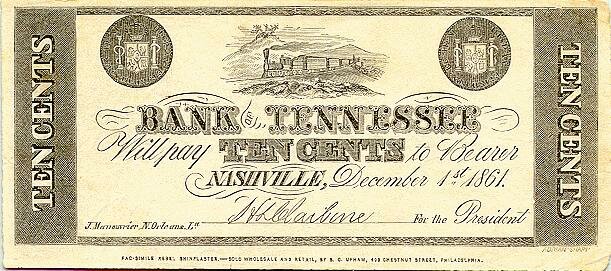 TEN CENTS
BANK OF TENNESSEE
Will pay TEN CENTS to Bearer
NASHVILLE, December 1st 1861.
For the President
J. Manouvrier, N. Orleans, La
TEN CENTS
FAC-SIMILE REBEL SHINPLASTER,—SOLD WHOLESALE AND RETAIL, BY S. C. UPHAM, 403 CHESTNUT STREET, PHILADELPHIA.